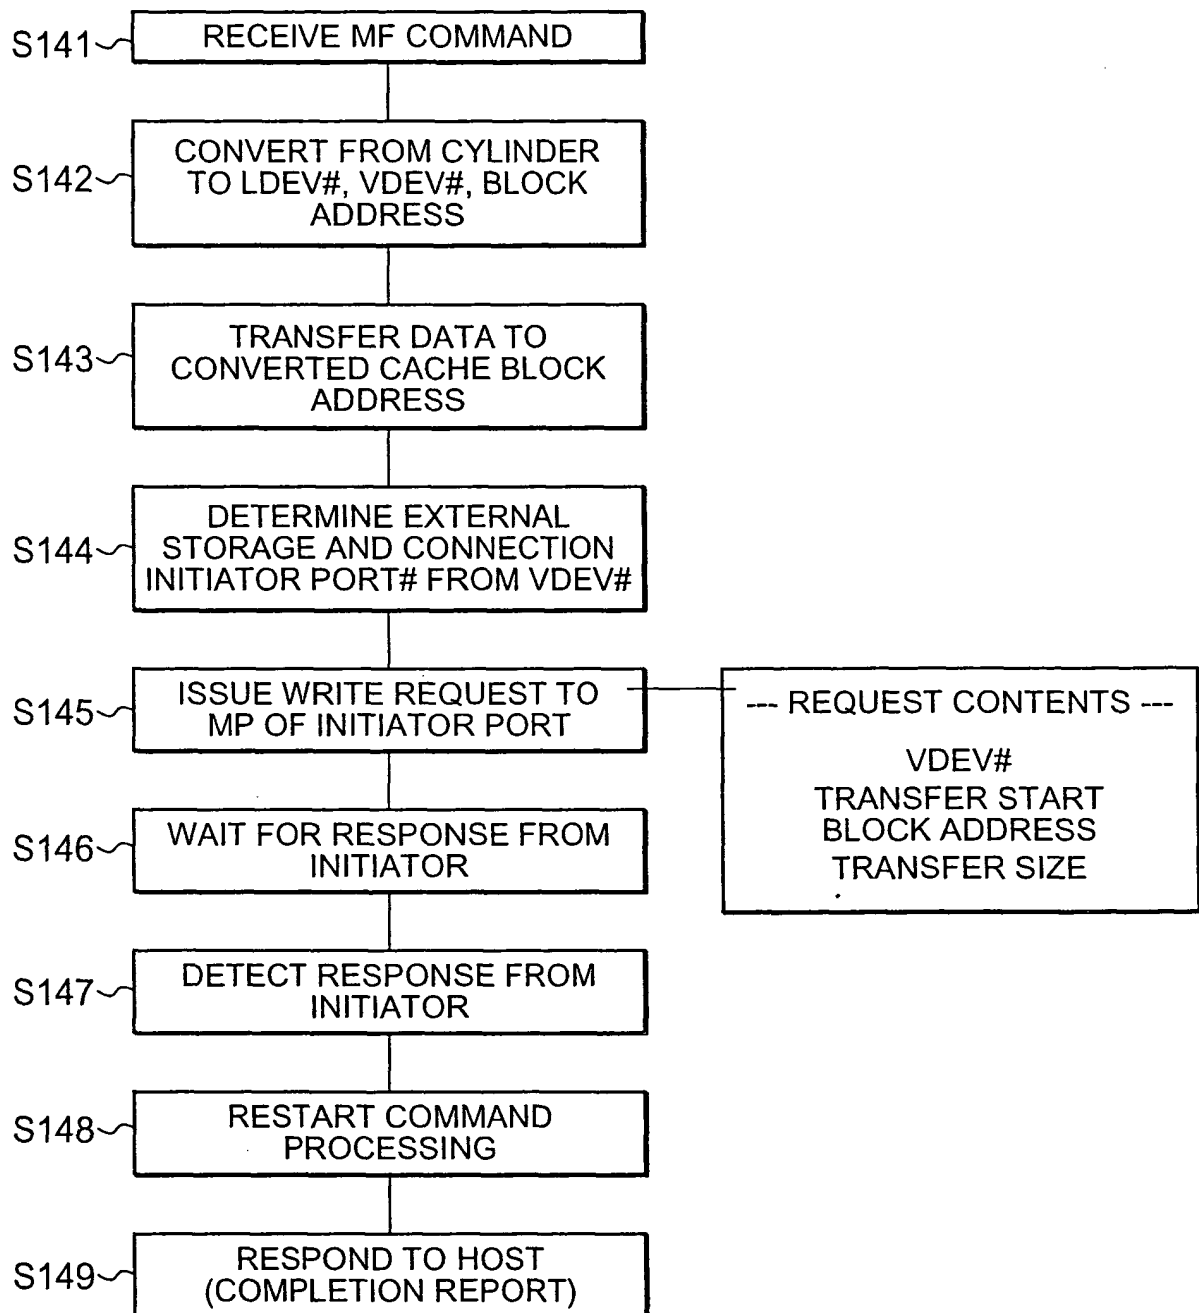 S141
RECEIVE MF COMMAND
S142
CONVERT FROM CYLINDER
TO LDEV#, VDEV#, BLOCK
ADDRESS
S143
TRANSFER DATA TO
CONVERTED CACHE BLOCK
ADDRESS
S144
DETERMINE EXTERNAL
STORAGE AND CONNECTION
INITIATOR PORT# FROM VDEV#
S145
ISSUE WRITE REQUEST TO
MP OF INITIATOR PORT
--- REQUEST CONTENTS ---
VDEV#
TRANSFER START
BLOCK ADDRESS
TRANSFER SIZE
S146
WAIT FOR RESPONSE FROM
INITIATOR
S147
DETECT RESPONSE FROM
INITIATOR
S148
RESTART COMMAND
PROCESSING
S149
RESPOND TO HOST
(COMPLETION REPORT)